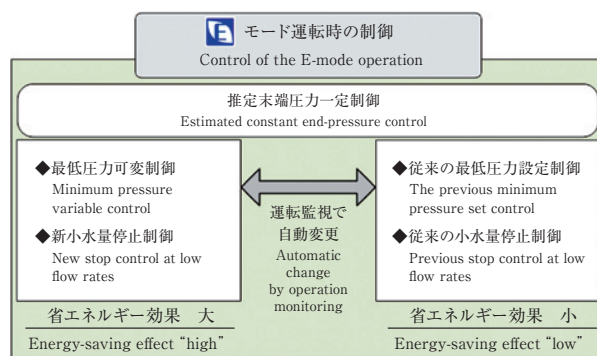 E モード運転時の制御
Control of the E-mode operation
推定末端圧力一定制御
Estimated constant end-pressure control
◆最低圧力可変制御
Minimum pressure
variable control
◆新小水量停止制御
New stop control at low
flow rates
運転監視で
自動変更
Automatic
change
by operation
monitoring
◆従来の最低圧力設定制御
The previous minimum
pressure set control
◆従来の小水量停止制御
Previous stop control at low
flow rates
省エネルギー効果 大
Energy-saving effect “high”
省エネルギー効果 小
Energy-saving effect “low”